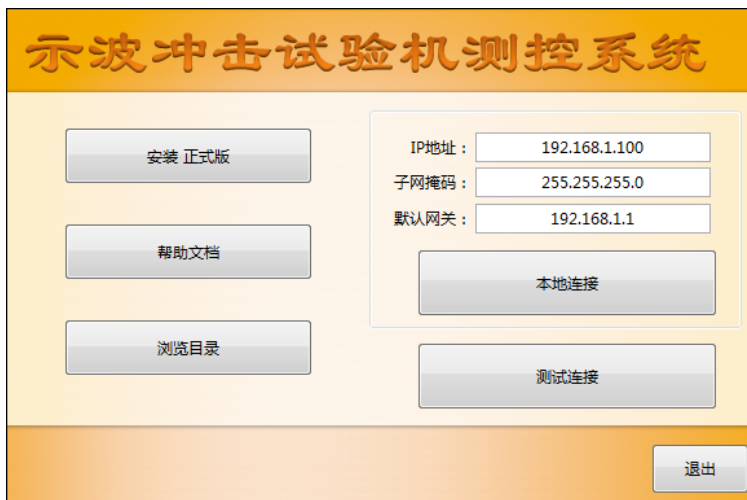 示波冲击试验机测控系统
安装 正式版
帮助文档
浏览目录
IP地址： 192.168.1.100
子网掩码： 255.255.255.0
默认网关： 192.168.1.1
本地连接
测试连接
退出